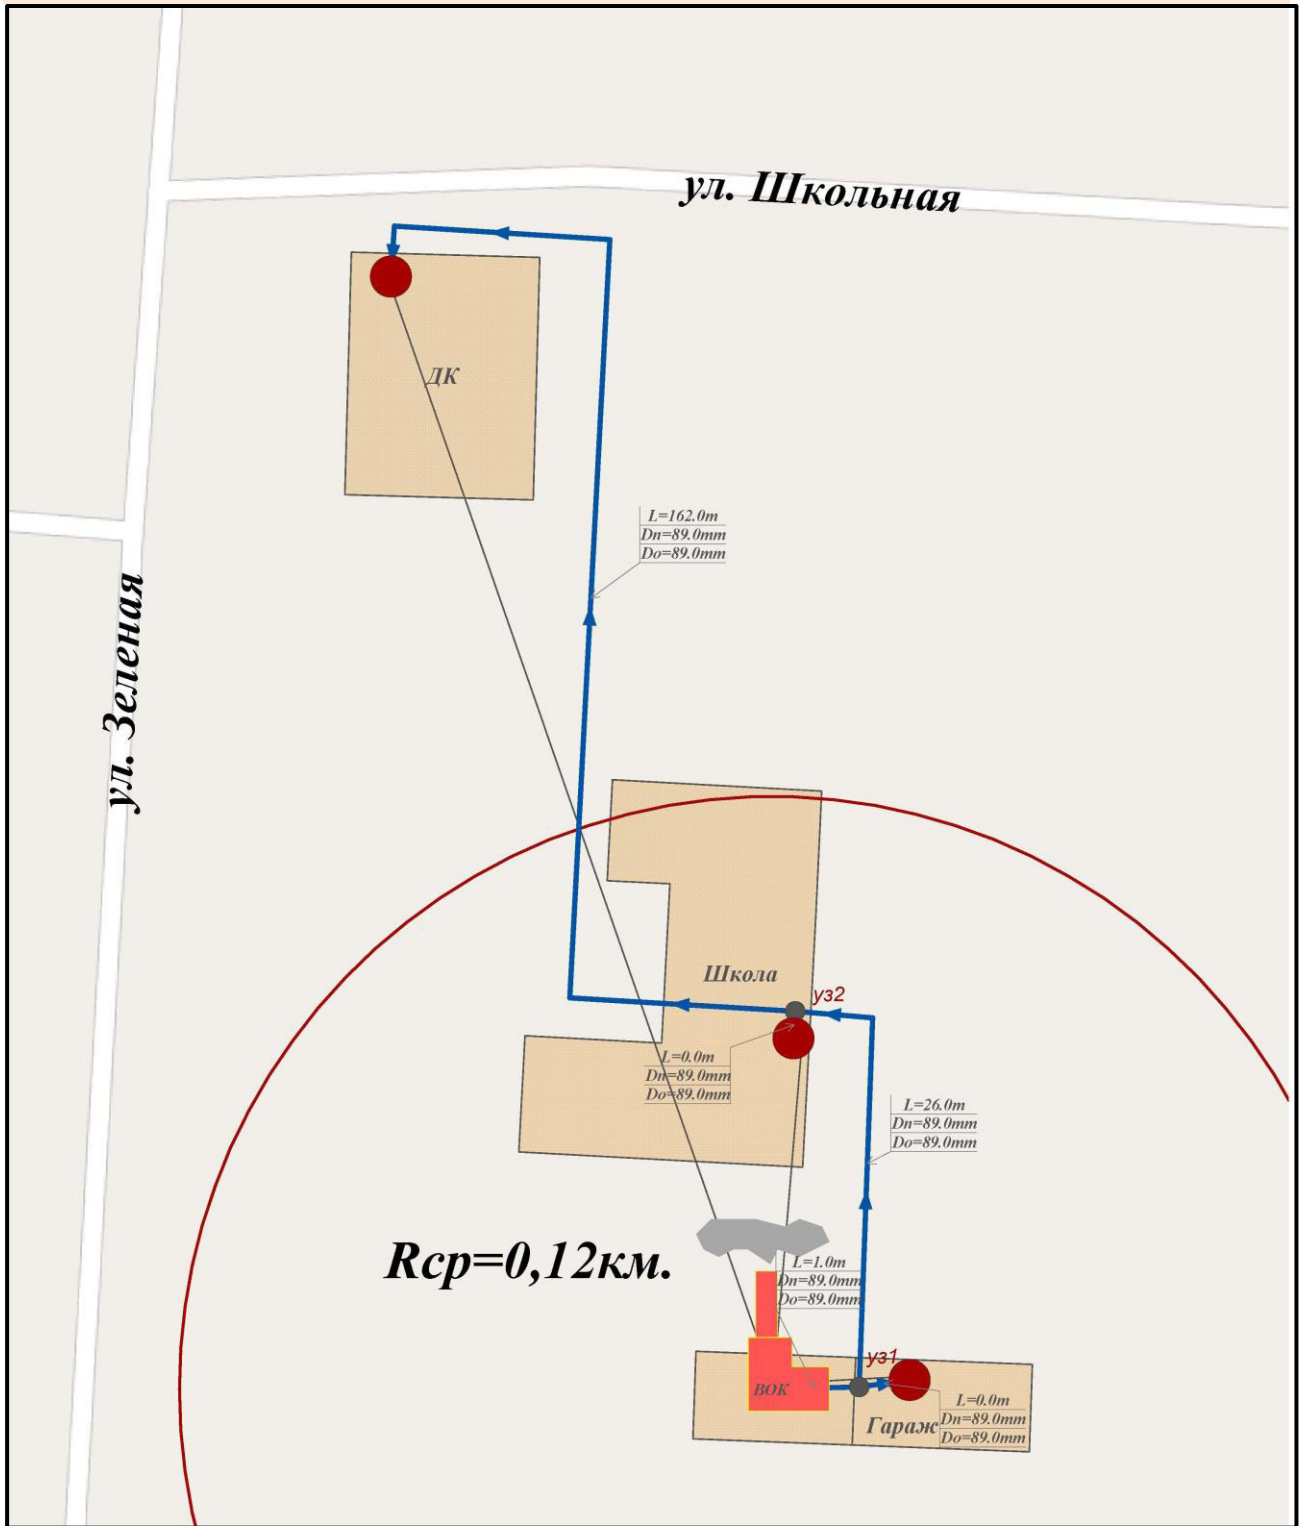 ул. Школьная
ДК
L=162.0m
Dn=89.0mm
Do=89.0mm
ул. Зеленая
Школа
уз2
L=0.0m
Dn=89.0mm
Do=89.0mm
L=26.0m
Dn=89.0mm
Do=89.0mm
Rср=0,12км.
L=1.0m
Dn=89.0mm
Do=89.0mm
уз1
ВОК
Гараж
L=0.0m
Dn=89.0mm
Do=89.0mm